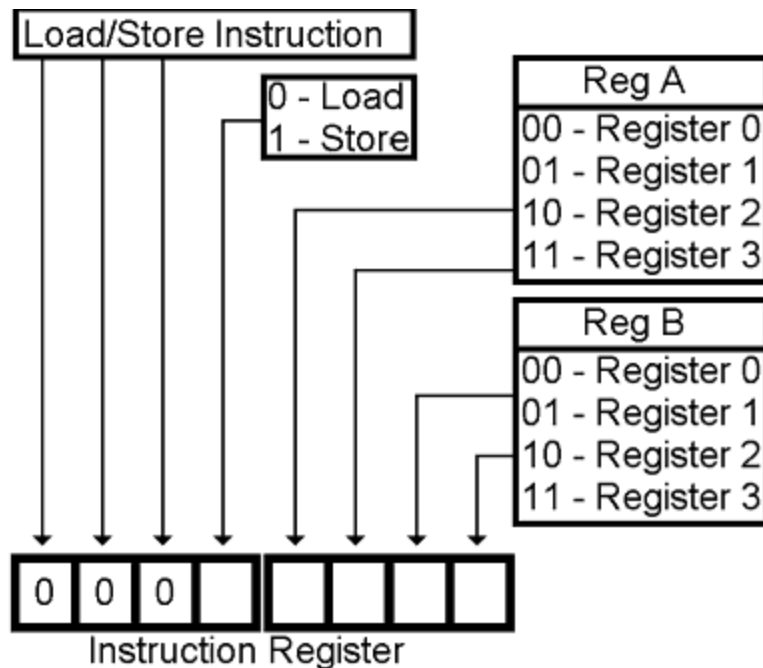 Load/Store Instruction
0 - Load
1 - Store
Reg A
00 - Register 0
01 - Register 1
10 - Register 2
11 - Register 3
Reg B
00 - Register 0
01 - Register 1
10 - Register 2
11 - Register 3
0 0 0
Instruction Register